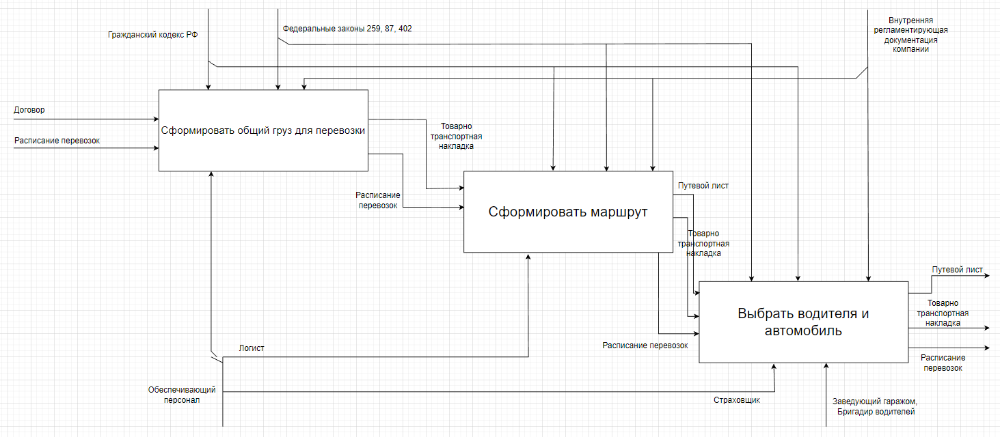 Гражданский кодекс РФ
Федеральные законы 259, 87, 402
Внутренняя
регламентирующая
документация
компании
Договор
Расписание перевозок
Сформировать общий груз для перевозки
Товарно
транспортная
накладка
Расписание
перевозок
Сформировать маршрут
Путевой лист
Товарно
транспортная
накладка
Расписание перевозок
Выбрать водителя и
автомобиль
Путевой лист
Товарно
транспортная
накладка
Расписание
перевозок
Логист
Обеспечивающий
персонал
Страховщик
Заведующий гаражом,
Бригадир водителей